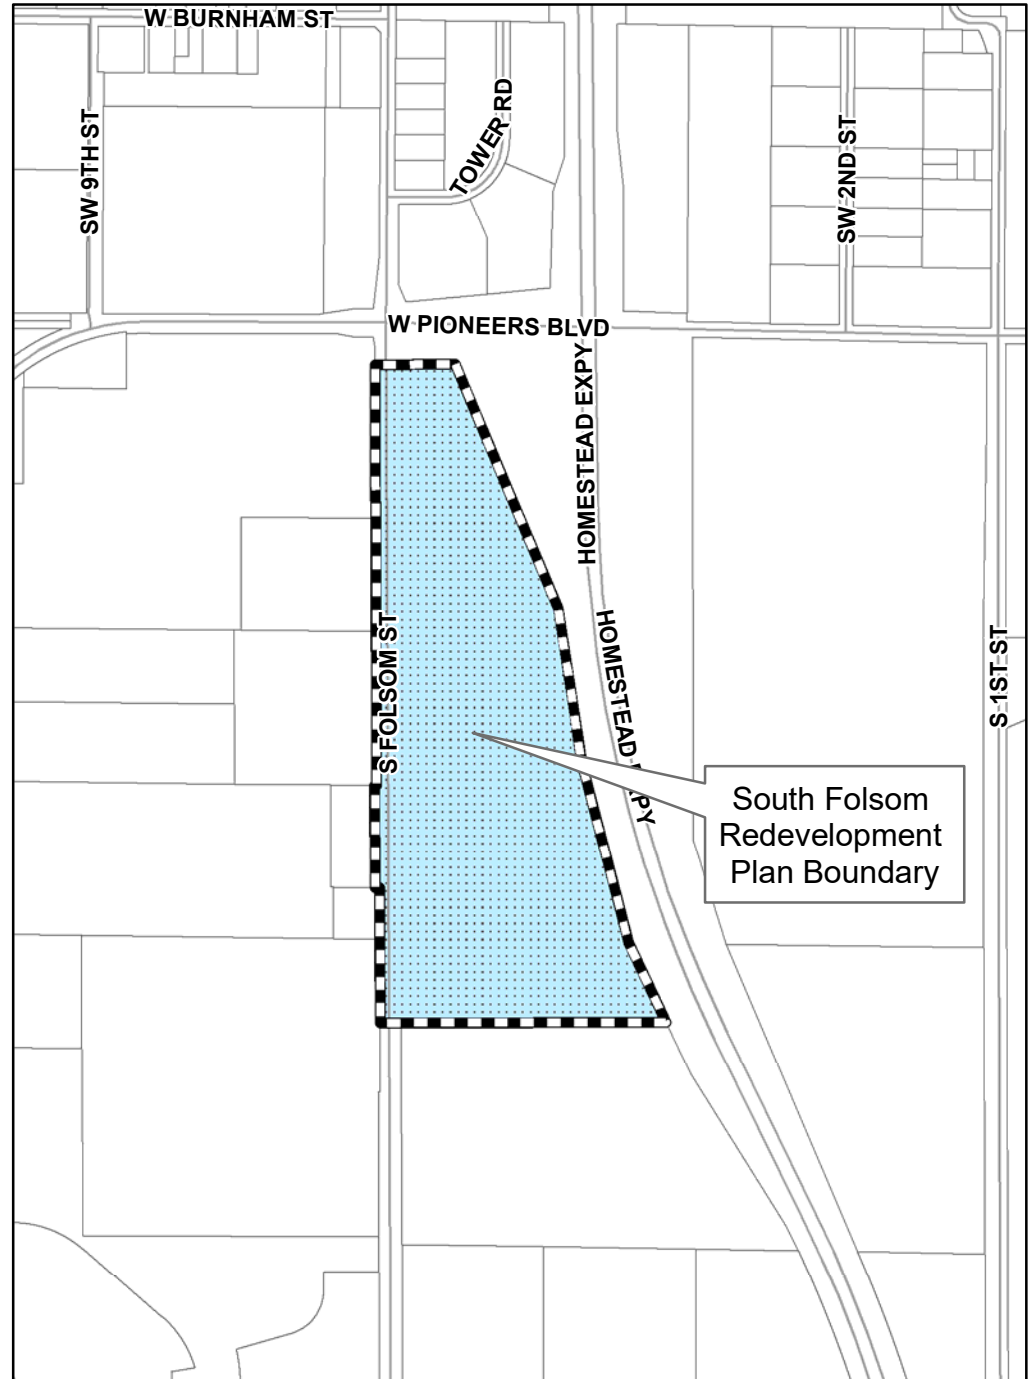 W BURNHAM ST
TOWER RD
SW 9TH ST
SW 2ND ST
W PIONEERS BLVD
HOMESTEAD EXPY
HOMESTEAD EXPY
S FOLSOM ST
S 1ST ST
South Folsom
Redevelopment
Plan Boundary